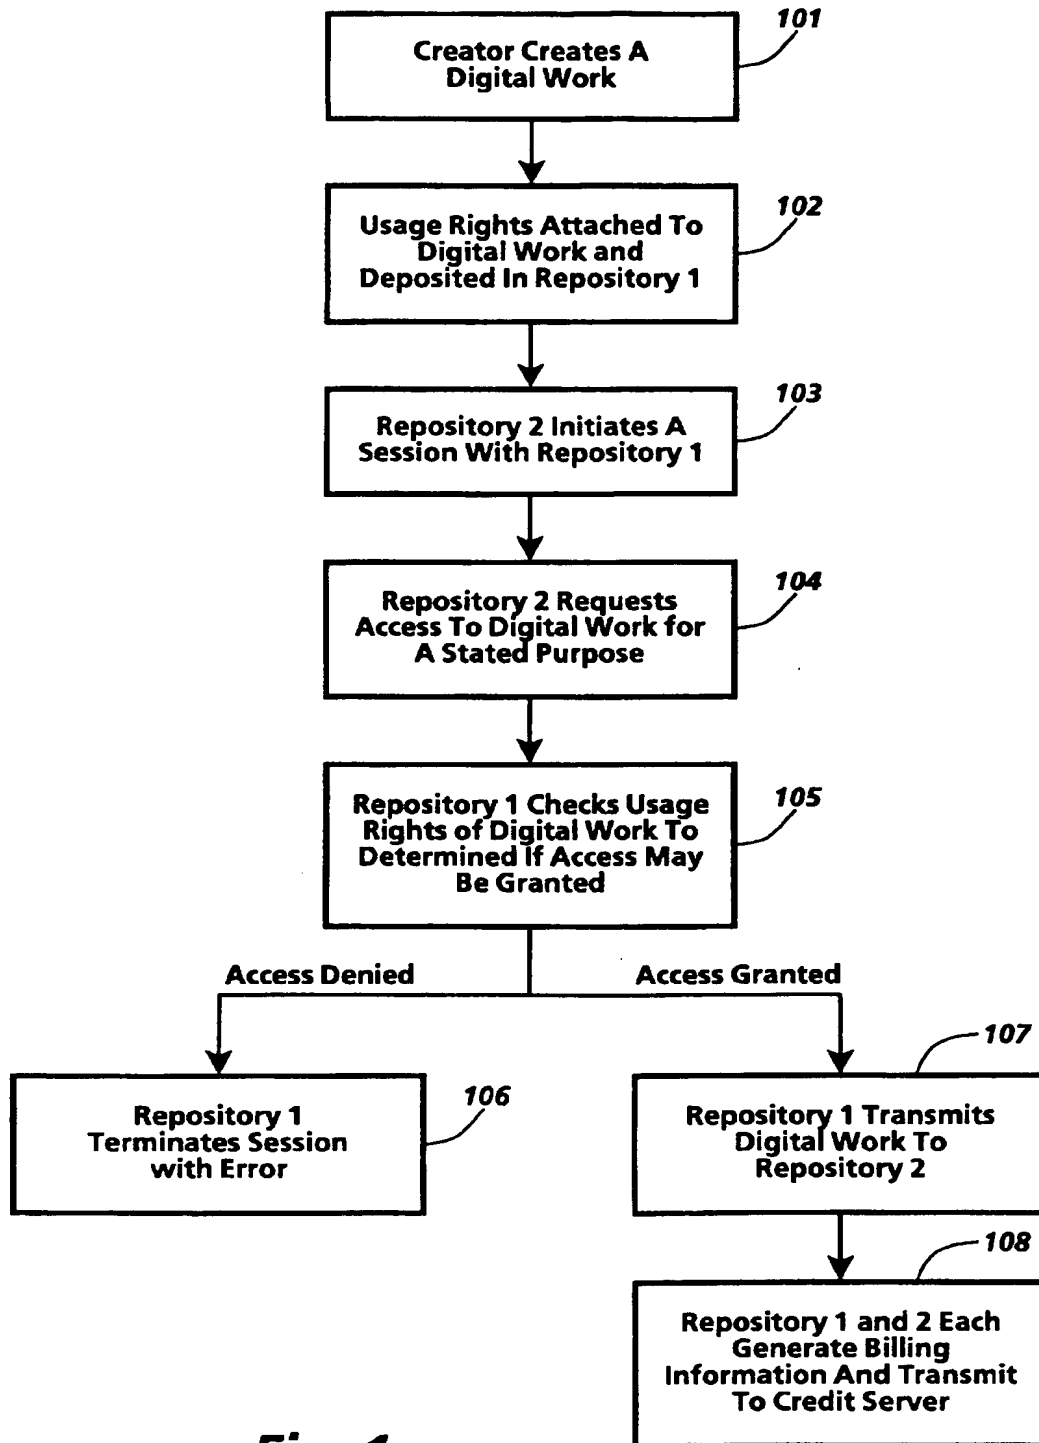 101
Creator Creates A
Digital Work
102
Usage Rights Attached To
Digital Work and
Deposited In Repository 1
103
Repository 2 Initiates A
Session With Repository 1
104
Repository 2 Requests
Access To Digital Work for
A Stated Purpose
105
Repository 1 Checks Usage
Rights of Digital Work To
Determined If Access May
Be Granted
Access Denied
Access Granted
106
Repository 1
Terminates Session
with Error
107
Repository 1 Transmits
Digital Work To
Repository 2
108
Repository 1 and 2 Each
Generate Billing
Information And Transmit
To Credit Server